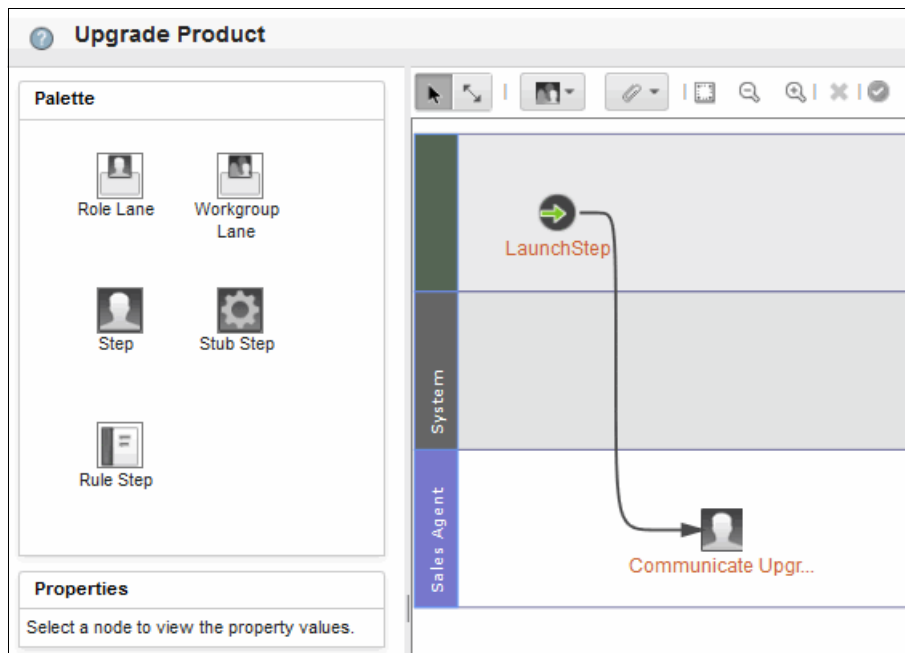 Upgrade Product
Palette
Role Lane
Workgroup
Lane
Step
Stub Step
Rule Step
Properties
Select a node to view the property values.
LaunchStep
System
Sales Agent
Communicate Upgr...